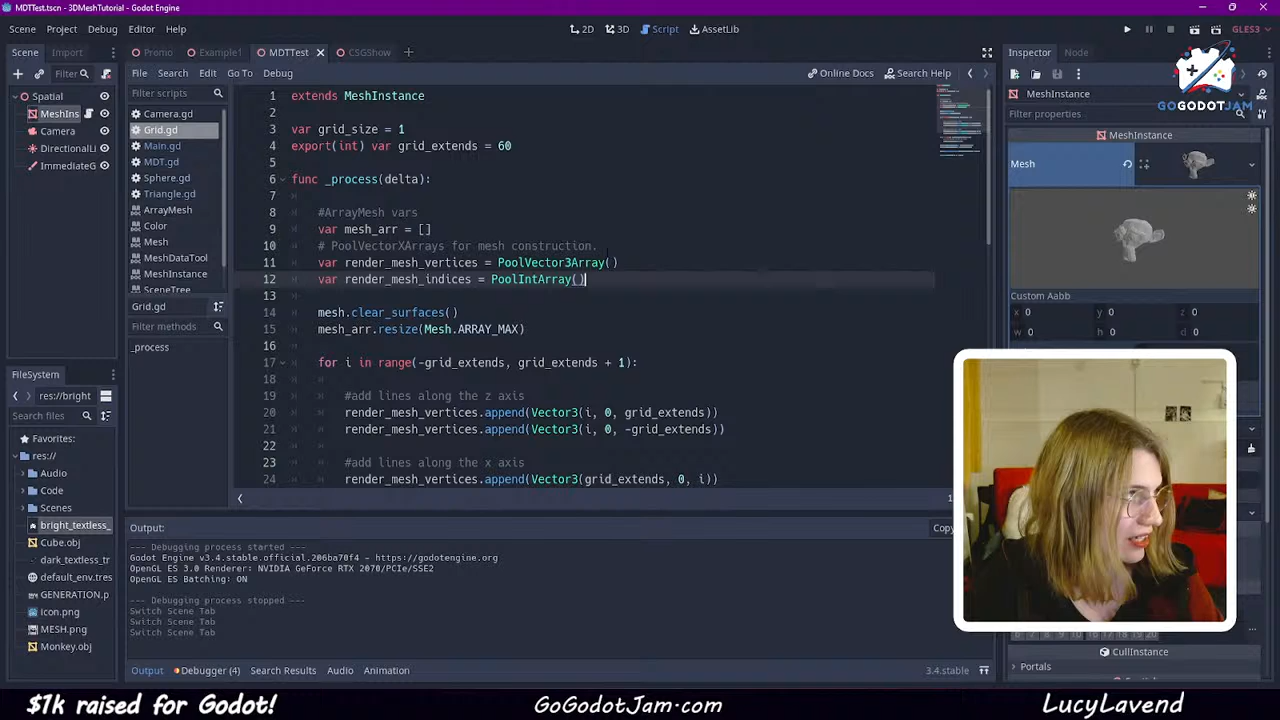 MDTTest.tscn - 3DMeshTutorial - Godot Engine
Scene Project Debug Editor Help
2D 3D Script AssetLib
GLES3
Scene Import
Promo Example1 MDTTest CSGShow
Inspector Node
Filter
File Search Edit Go To Debug
Online Docs Search Help
GOGODOTJAM
Spatial
MeshIns
Camera
DirectionalL
ImmediateG
Filter scripts
Camera.gd
Grid.gd
Main.gd
MDT.gd
Sphere.gd
Triangle.gd
ArrayMesh
Color
Mesh
MeshDataTool
MeshInstance
SceneTree
Grid.gd
Filter methods
_process
1 extends MeshInstance
2
3 var grid_size = 1
4 export(int) var grid_extends = 60
5
6 func _process(delta):
7
8 #ArrayMesh vars
9 var mesh_arr = []
10 # PoolVectorXArrays for mesh construction.
11 var render_mesh_vertices = PoolVector3Array()
12 var render_mesh_indices = PoolIntArray()
13
14 mesh.clear_surfaces()
15 mesh_arr.resize(Mesh.ARRAY_MAX)
16
17 for i in range(-grid_extends, grid_extends + 1):
18
19 #add lines along the z axis
20 render_mesh_vertices.append(Vector3(i, 0, grid_extends))
21 render_mesh_vertices.append(Vector3(i, 0, -grid_extends))
22
23 #add lines along the x axis
24 render_mesh_vertices.append(Vector3(grid_extends, 0, i))
MeshInstance
Filter properties
MeshInstance
Mesh
Custom Aabb
x 0 y 0 z 0
w 0 h 0 d 0
FileSystem
res://bright
Search files
Favorites:
res://
Audio
Code
Scenes
bright_textless_
Cube.obj
dark_textless_tr
default_env.tres
GENERATION.p
icon.png
MESH.png
Monkey.obj
Output:
Copy
--- Debugging process started ---
Godot Engine v3.4.stable.official.206ba70f4 - https://godotengine.org
OpenGL ES 3.0 Renderer: NVIDIA GeForce RTX 2070/PCIe/SSE2
OpenGL ES Batching: ON
--- Debugging process stopped ---
Switch Scene Tab
Switch Scene Tab
Switch Scene Tab
Output Debugger (4) Search Results Audio Animation
3.4.stable
CullInstance
Portals
$1k raised for Godot!
GoGodotJam.com
LucyLavend